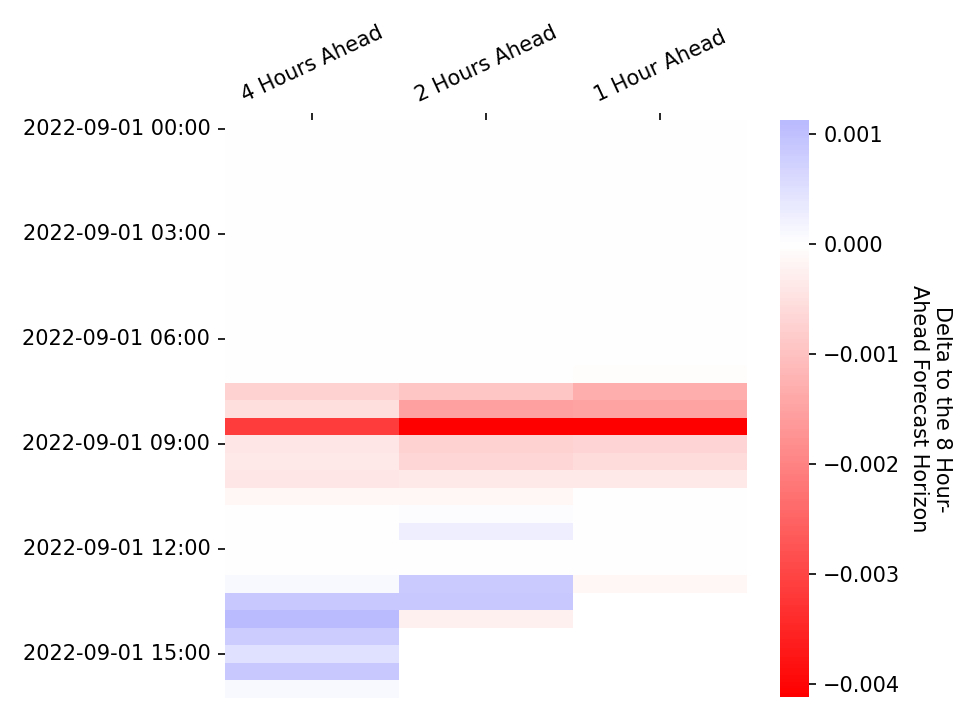 4 Hours Ahead
2 Hours Ahead
1 Hour Ahead
2022-09-01 00:00
2022-09-01 03:00
2022-09-01 06:00
2022-09-01 09:00
2022-09-01 12:00
2022-09-01 15:00
0.001
0.000
−0.001
−0.002
−0.003
−0.004
Delta to the 8 Hour-
Ahead Forecast Horizon